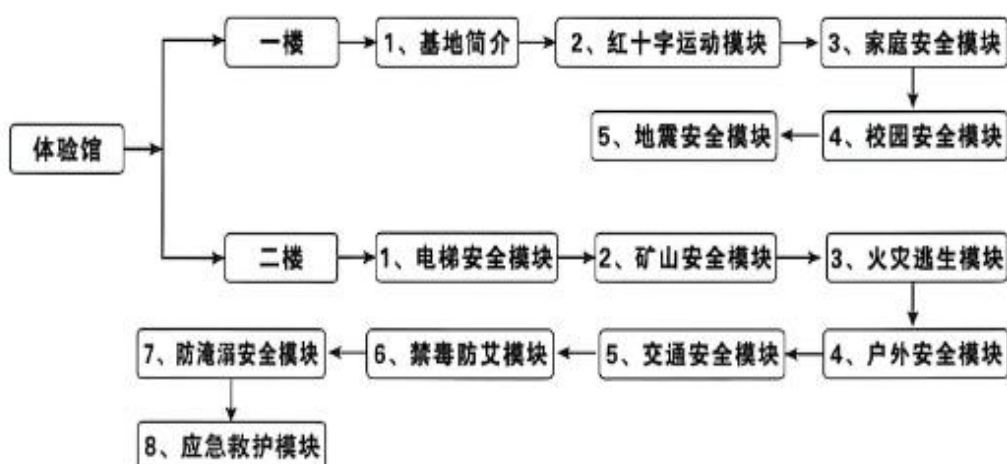 体验馆
一楼
1、基地简介
2、红十字运动模块
3、家庭安全模块
4、校园安全模块
5、地震安全模块
二楼
1、电梯安全模块
2、矿山安全模块
3、火灾逃生模块
4、户外安全模块
5、交通安全模块
6、禁毒防艾模块
7、防淹溺安全模块
8、应急救护模块